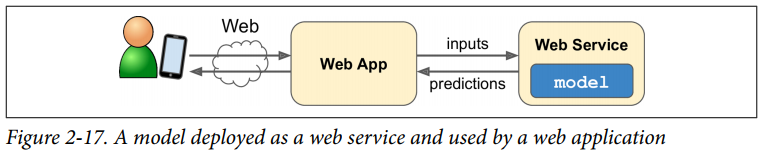 Web
Web App
inputs
predictions
Web Service
model
Figure 2-17. A model deployed as a web service and used by a web application